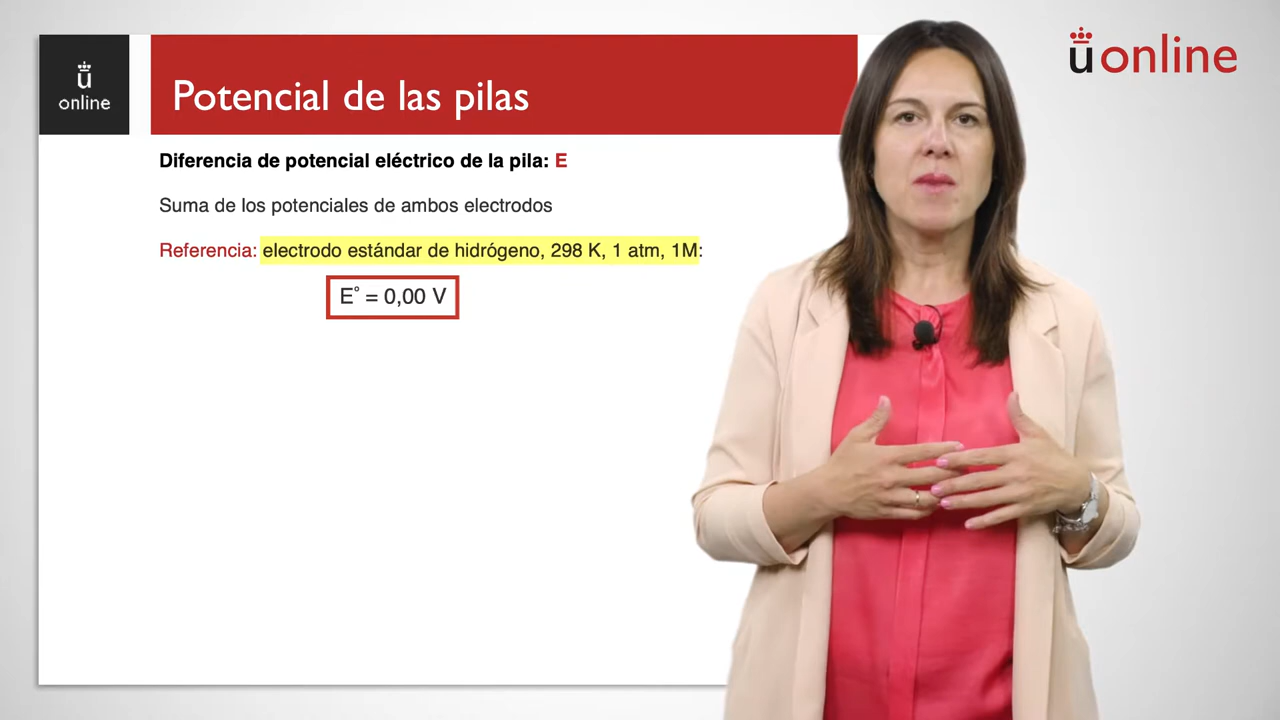 ü online
ü
online
Potencial de las pilas
Diferencia de potencial eléctrico de la pila: E
Suma de los potenciales de ambos electrodos
Referencia: electrodo estándar de hidrógeno, 298 K, 1 atm, 1M:
E° = 0,00 V